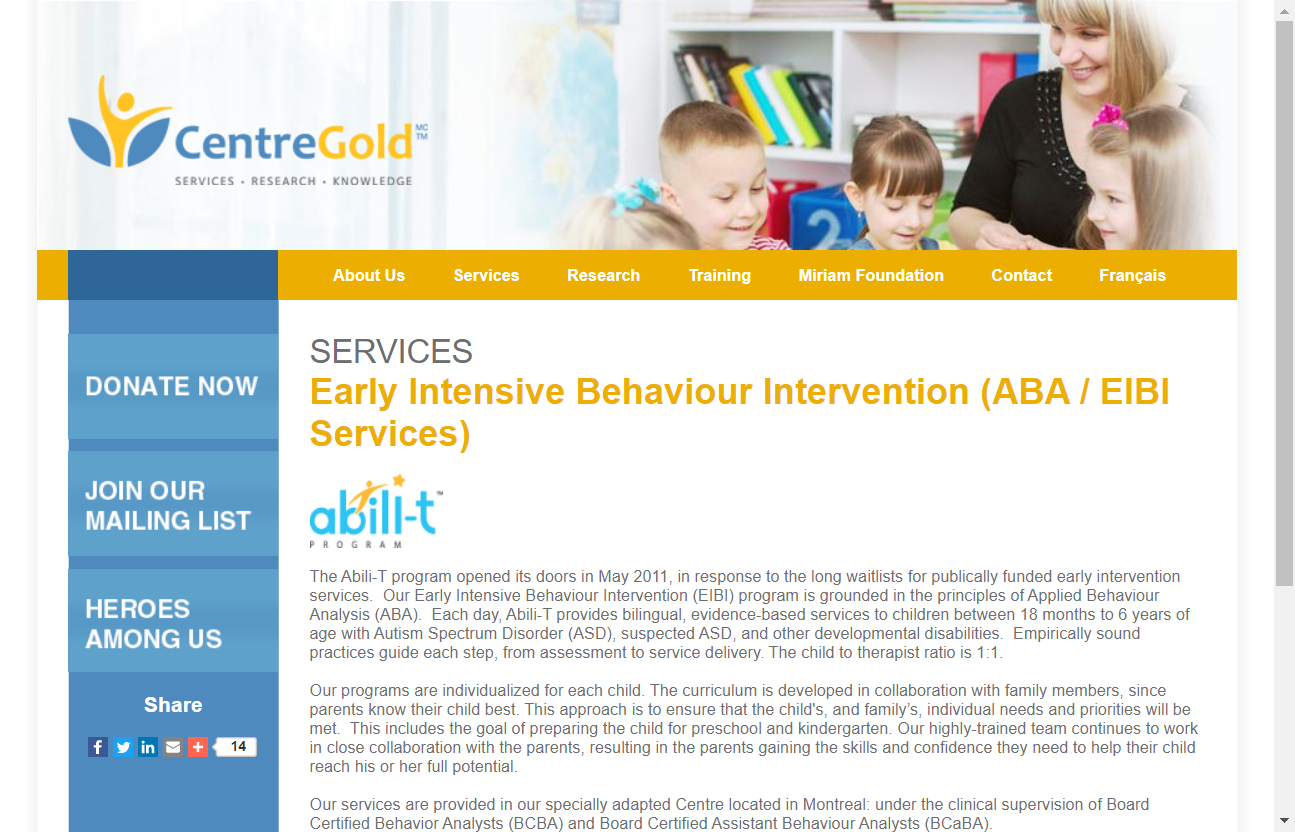 CentreGold MC TM
SERVICES • RESEARCH • KNOWLEDGE
2
About Us Services Research Training Miriam Foundation Contact Français
DONATE NOW
JOIN OUR
MAILING LIST
HEROES
AMONG US
Share
14
SERVICES
Early Intensive Behaviour Intervention (ABA / EIBI
Services)
abili-t TM
PROGRAM
The Abili-T program opened its doors in May 2011, in response to the long waitlists for publically funded early intervention
services.  Our Early Intensive Behaviour Intervention (EIBI) program is grounded in the principles of Applied Behaviour
Analysis (ABA).  Each day, Abili-T provides bilingual, evidence-based services to children between 18 months to 6 years of
age with Autism Spectrum Disorder (ASD), suspected ASD, and other developmental disabilities.  Empirically sound
practices guide each step, from assessment to service delivery. The child to therapist ratio is 1:1.
Our programs are individualized for each child. The curriculum is developed in collaboration with family members, since
parents know their child best. This approach is to ensure that the child's, and family’s, individual needs and priorities will be
met.  This includes the goal of preparing the child for preschool and kindergarten. Our highly-trained team continues to work
in close collaboration with the parents, resulting in the parents gaining the skills and confidence they need to help their child
reach his or her full potential.
Our services are provided in our specially adapted Centre located in Montreal: under the clinical supervision of Board
Certified Behavior Analysts (BCBA) and Board Certified Assistant Behaviour Analysts (BCaBA).